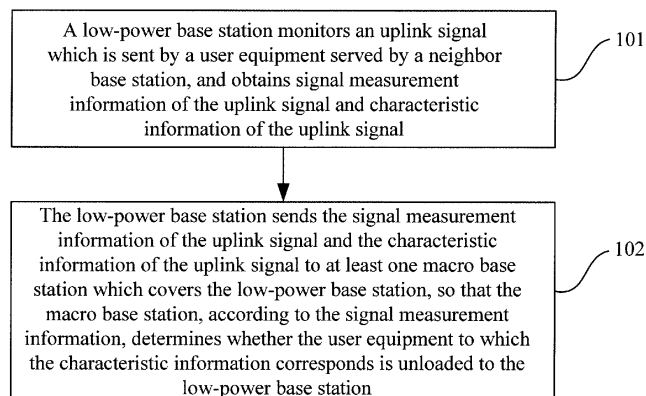 A low-power base station monitors an uplink signal
which is sent by a user equipment served by a neighbor
base station, and obtains signal measurement
information of the uplink signal and characteristic
information of the uplink signal
101
The low-power base station sends the signal measurement
information of the uplink signal and the characteristic
information of the uplink signal to at least one macro base
station which covers the low-power base station, so that the
macro base station, according to the signal measurement
information, determines whether the user equipment to which
the characteristic information corresponds is unloaded to the
low-power base station
102